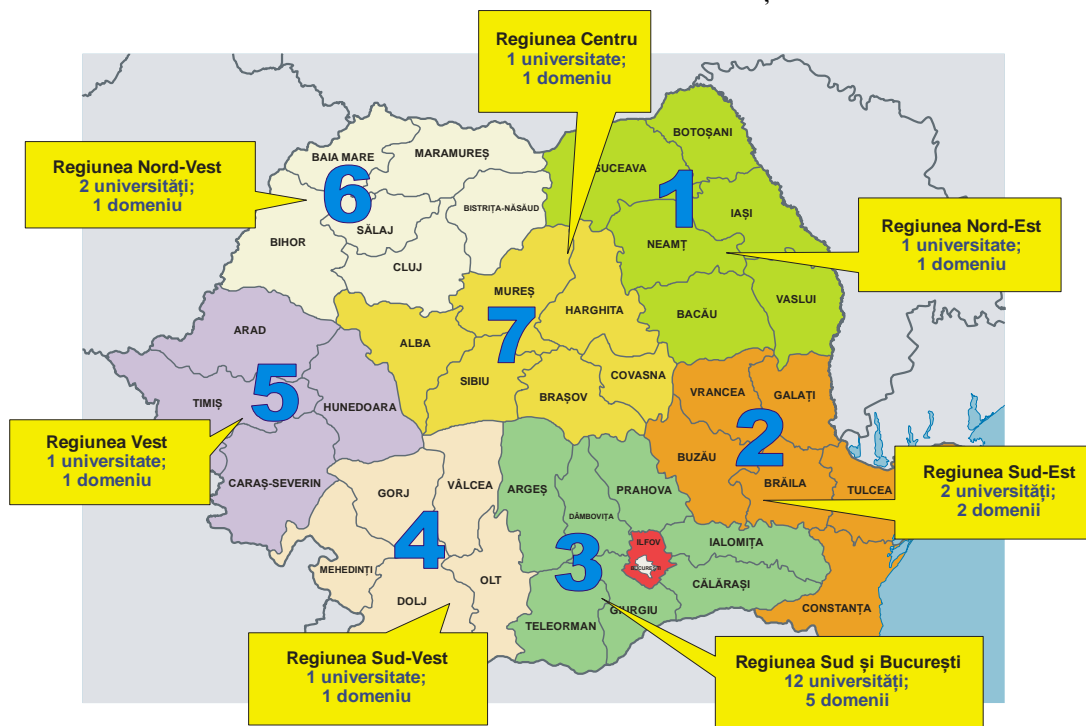 Regiunea Centru
1 universitate;
1 domeniu
Regiunea Nord-Vest
2 universități;
1 domeniu
Regiunea Nord-Est
1 universitate;
1 domeniu
Regiunea Vest
1 universitate;
1 domeniu
Regiunea Sud-Est
2 universități;
2 domenii
Regiunea Sud-Vest
1 universitate;
1 domeniu
Regiunea Sud și București
12 universități;
5 domenii
BAIA MARE
MARAMUREȘ
6
SĂLAJ
BISTRIȚA-NĂSĂUD
BIHOR
CLUJ
BOTOȘANI
SUCEAVA
1
IAȘI
NEAMȚ
BACĂU
VASLUI
MUREȘ
HARGHITA
7
ALBA
SIBIU
BRAȘOV
COVASNA
ARAD
5
TIMIȘ
HUNEDOARA
CARAȘ-SEVERIN
VRANCEA
GALAȚI
2
BUZĂU
BRĂILA
TULCEA
CONSTANȚA
GORJ
VÂLCEA
4
MEHEDINȚI
DOLJ
OLT
ARGEȘ
DÂMBOVIȚA
PRAHOVA
3
ILFOV
BUCUREȘTI
IALOMIȚA
CĂLĂRAȘI
GIURGIU
TELEORMAN